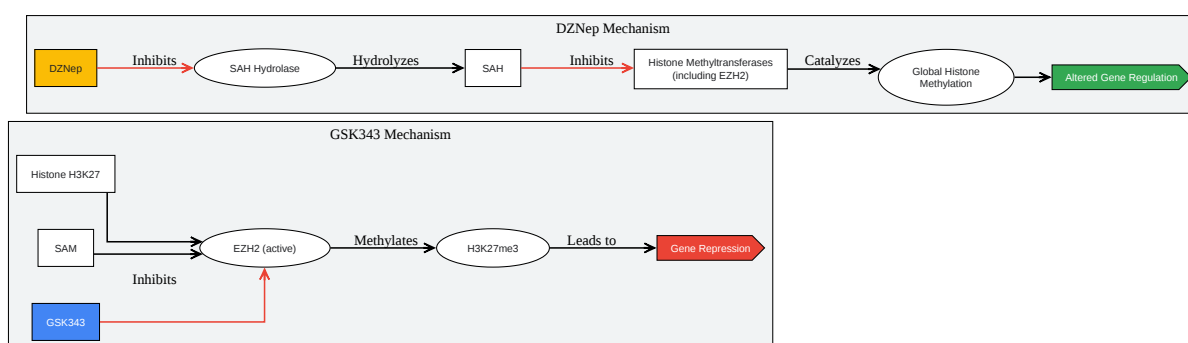 DZNep Mechanism
DZNep
Inhibits
SAH Hydrolase
Hydrolyzes
SAH
Inhibits
Histone Methyltransferases
(including EZH2)
Catalyzes
Global Histone
Methylation
Altered Gene Regulation
GSK343 Mechanism
Histone H3K27
SAM
EZH2 (active)
Methylates
H3K27me3
Leads to
Gene Repression
Inhibits
GSK343